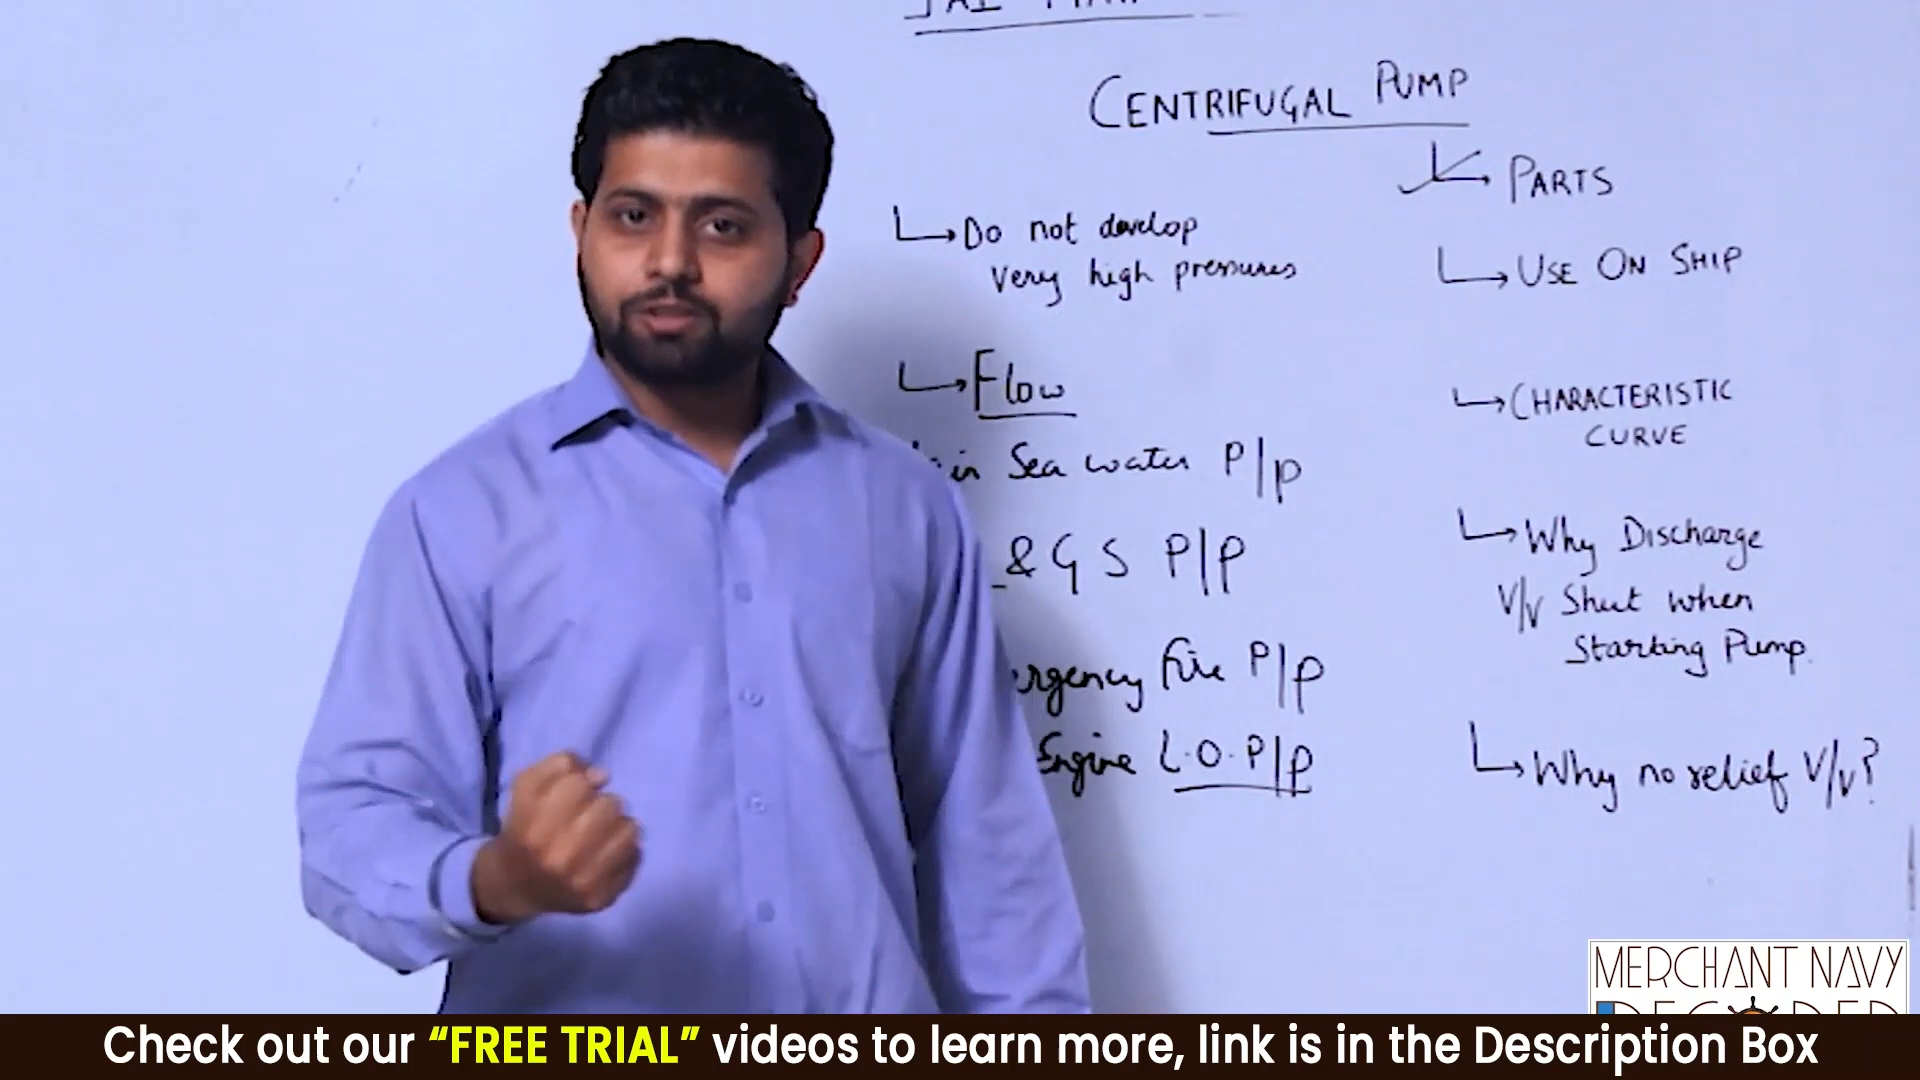 CENTRIFUGAL PUMP
PARTS
Do not develop
very high pressures
USE ON SHIP
Flow
CHARACTERISTIC
CURVE
Sea water P/p
& G S P/P
Why Discharge
V/v Shut when
Starting Pump.
Fire P/p
Engine L.O. P/p
Why no relief V/v?
MERCHANT NAVY
DECODED
Check out our “FREE TRIAL” videos to learn more, link is in the Description Box